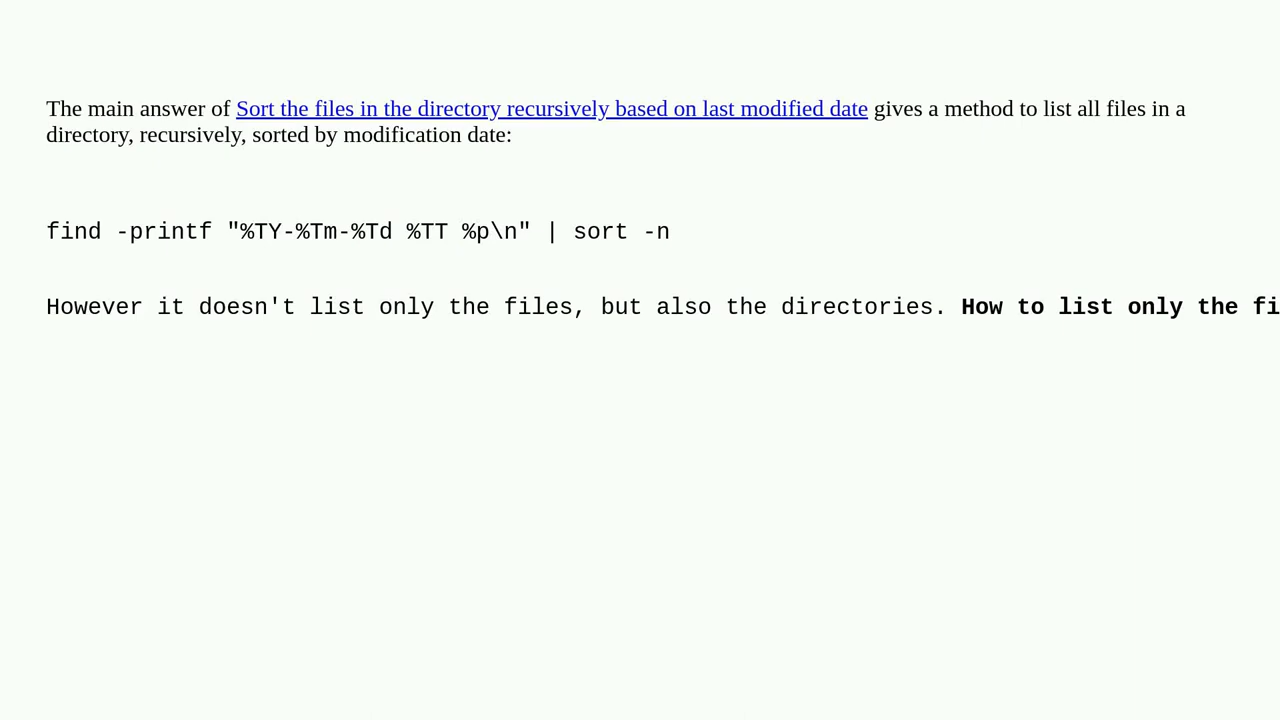 The main answer of Sort the files in the directory recursively based on last modified date gives a method to list all files in a
directory, recursively, sorted by modification date:
find -printf "%TY-%Tm-%Td %TT %p\n" | sort -n
However it doesn't list only the files, but also the directories. How to list only the fi